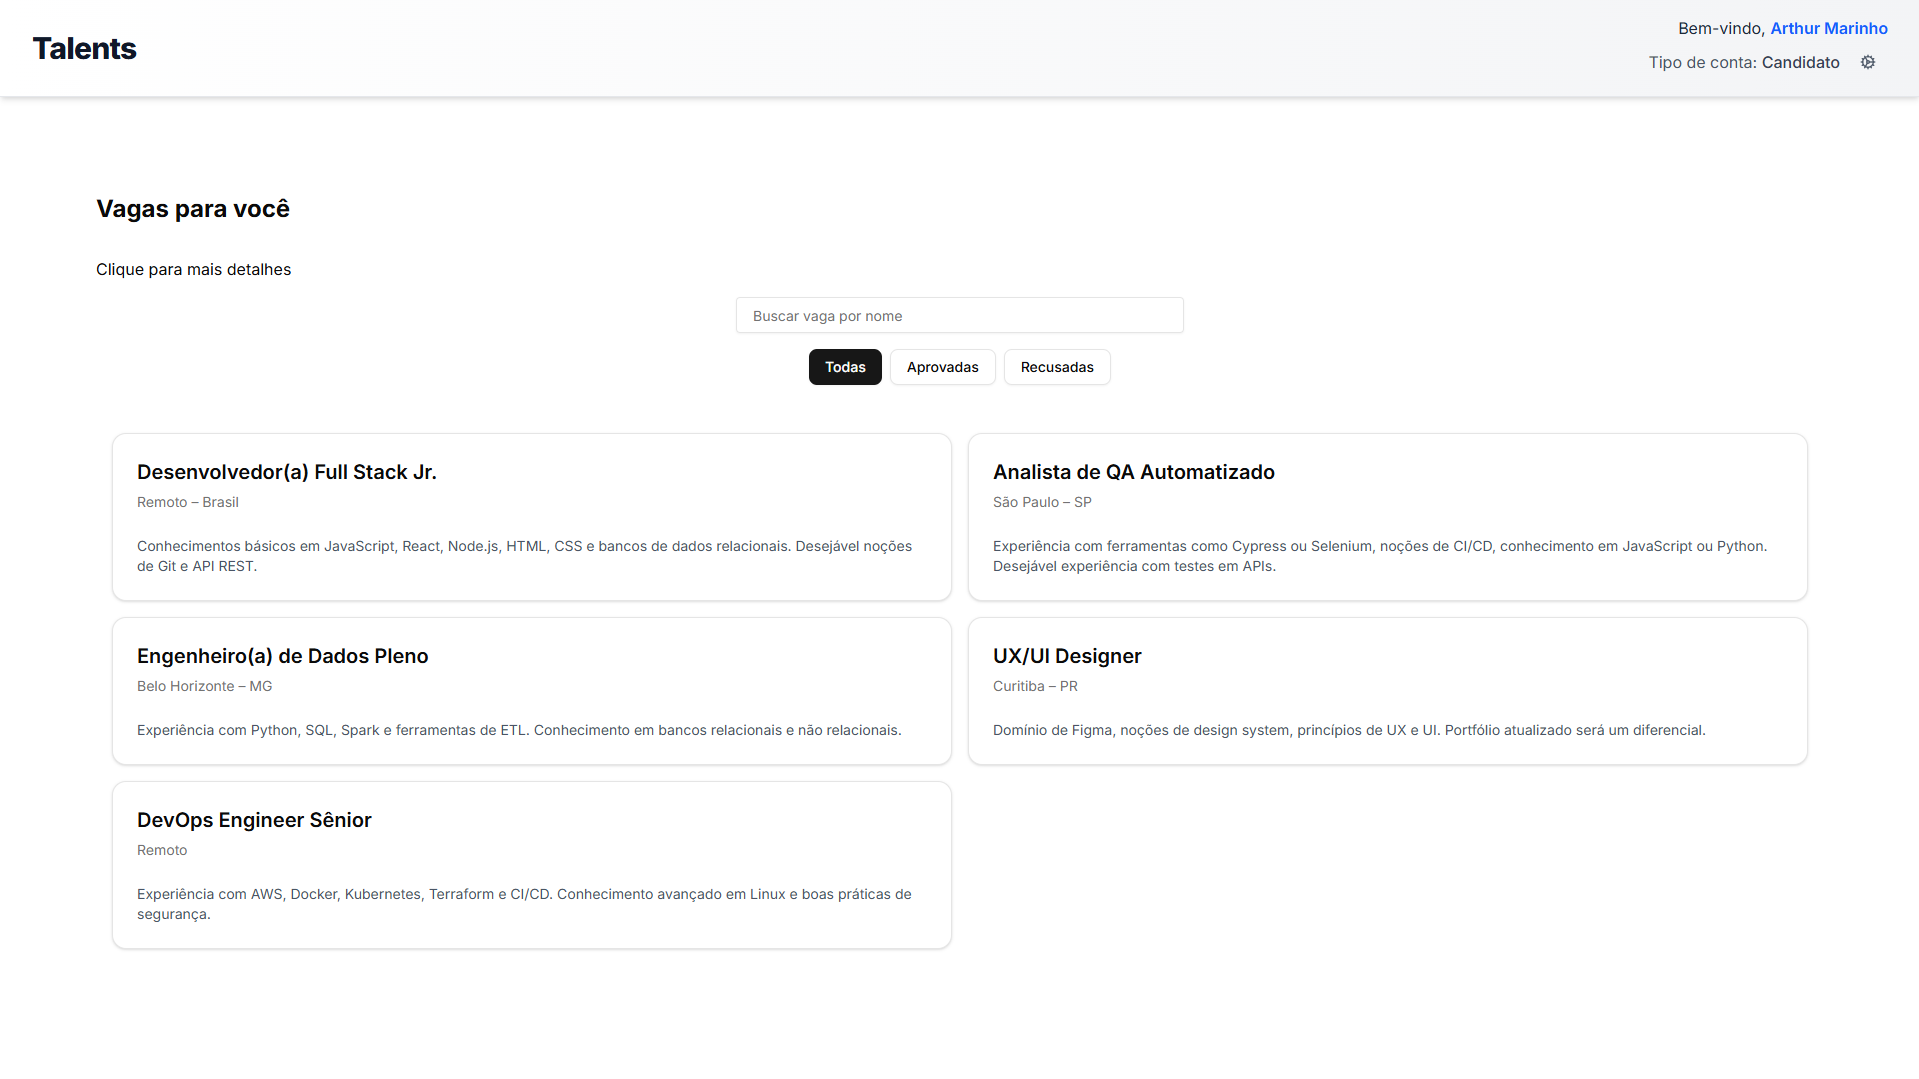 Talents
Bem-vindo, Arthur Marinho
Tipo de conta: Candidato
Vagas para você
Clique para mais detalhes
Buscar vaga por nome
Todas
Aprovadas
Recusadas
Desenvolvedor(a) Full Stack Jr.
Remoto – Brasil
Conhecimentos básicos em JavaScript, React, Node.js, HTML, CSS e bancos de dados relacionais. Desejável noções
de Git e API REST.
Analista de QA Automatizado
São Paulo – SP
Experiência com ferramentas como Cypress ou Selenium, noções de CI/CD, conhecimento em JavaScript ou Python.
Desejável experiência com testes em APIs.
Engenheiro(a) de Dados Pleno
Belo Horizonte – MG
Experiência com Python, SQL, Spark e ferramentas de ETL. Conhecimento em bancos relacionais e não relacionais.
UX/UI Designer
Curitiba – PR
Domínio de Figma, noções de design system, princípios de UX e UI. Portfólio atualizado será um diferencial.
DevOps Engineer Sênior
Remoto
Experiência com AWS, Docker, Kubernetes, Terraform e CI/CD. Conhecimento avançado em Linux e boas práticas de
segurança.